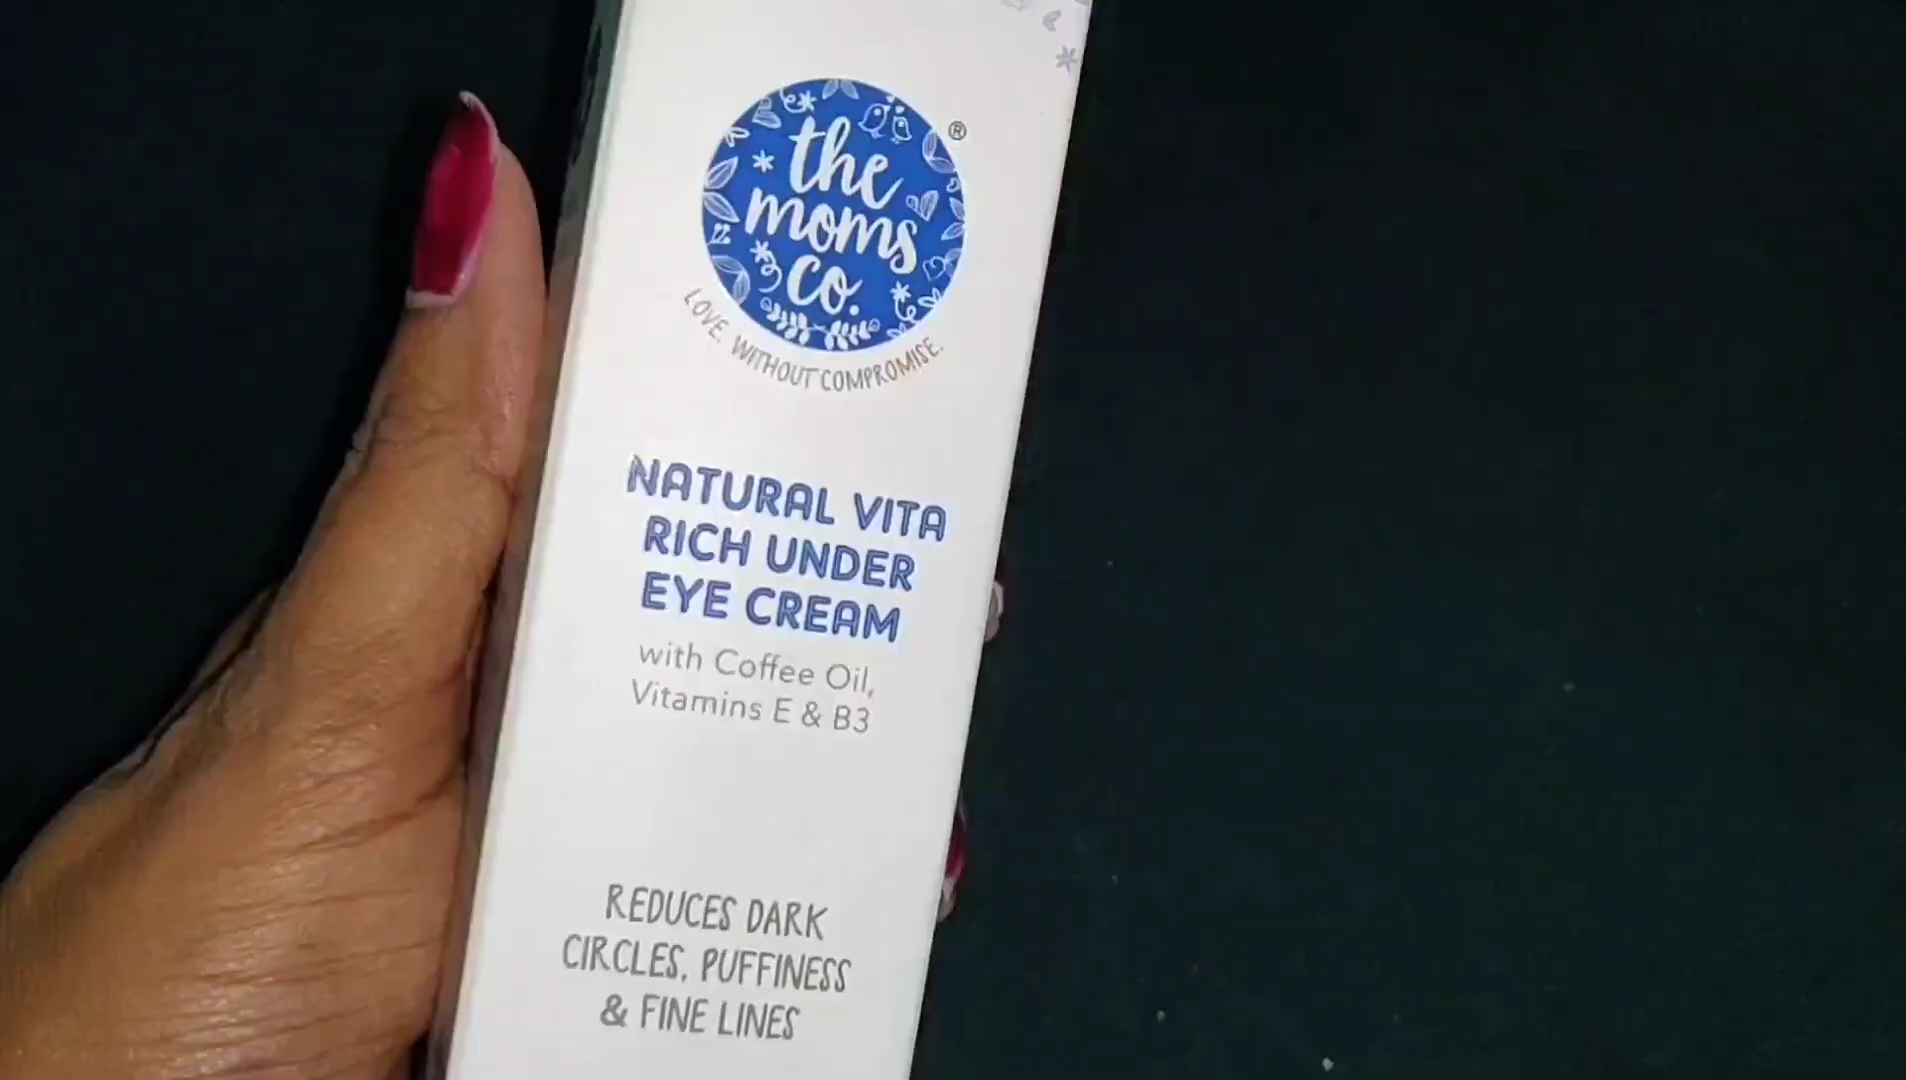 the
moms
co.
®
LOVE. WITHOUT COMPROMISE.
NATURAL VITA
RICH UNDER
EYE CREAM
with Coffee Oil,
Vitamins E & B3
REDUCES DARK
CIRCLES, PUFFINESS
& FINE LINES